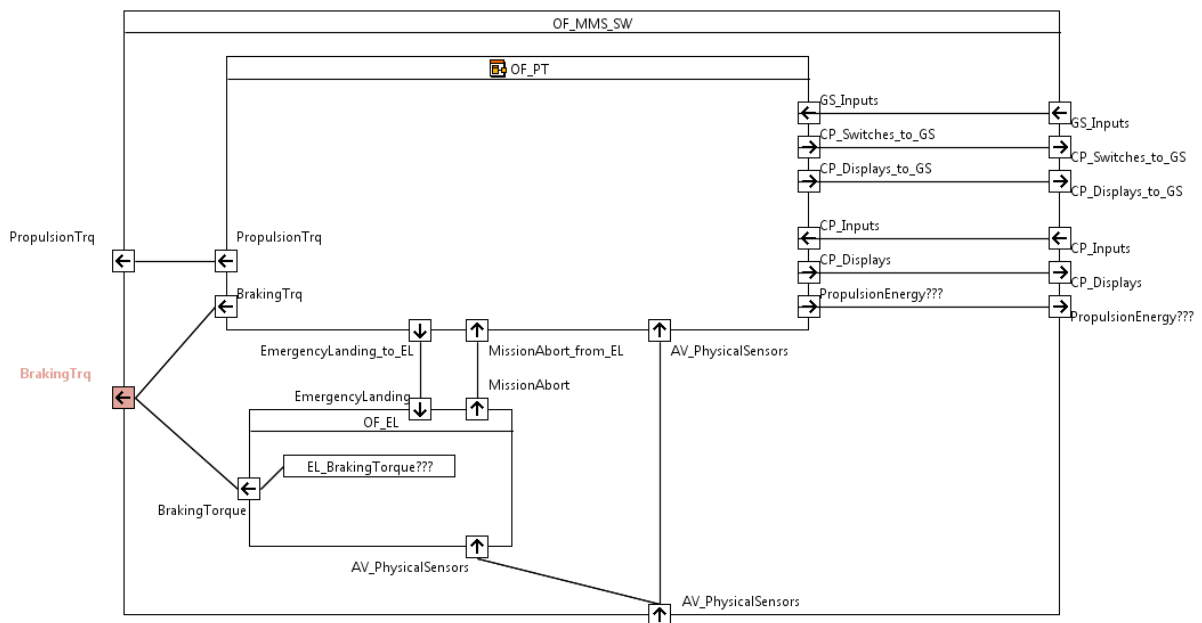 OF_MMS_SW
OF_PT
GS_Inputs
GS_Inputs
CP_Switches_to_GS
CP_Switches_to_GS
CP_Displays_to_GS
CP_Displays_to_GS
CP_Inputs
PropulsionTrq
PropulsionTrq
CP_Inputs
CP_Displays
CP_Displays
BrakingTrq
PropulsionEnergy???
PropulsionEnergy???
EmergencyLanding_to_EL
MissionAbort_from_EL
AV_PhysicalSensors
BrakingTrq
MissionAbort
EmergencyLanding
OF_EL
EL_BrakingTorque???
BrakingTorque
AV_PhysicalSensors
AV_PhysicalSensors